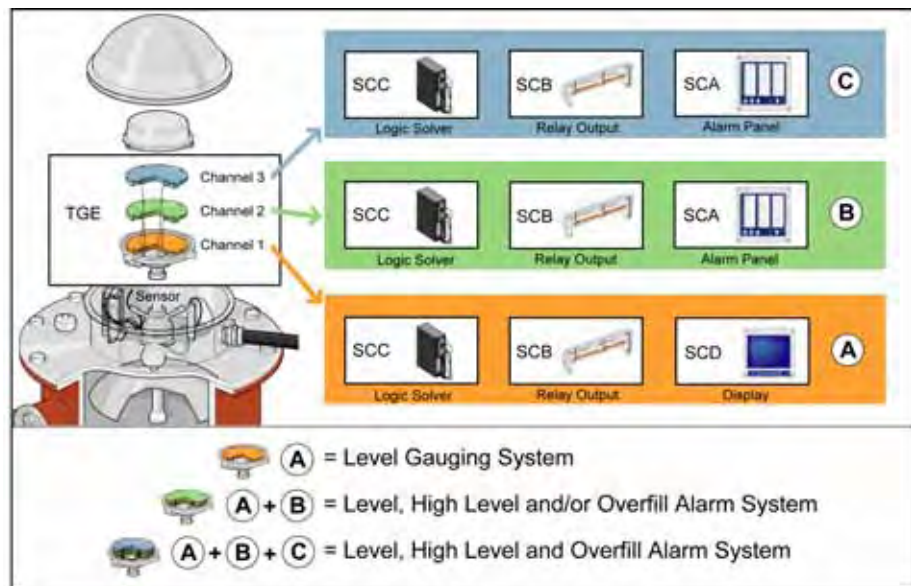 SCC
SCB
SCA
C
Logic Solver
Relay Output
Alarm Panel
TGE
Channel 3
Channel 2
Channel 1
Sensor
SCC
SCB
SCA
B
Logic Solver
Relay Output
Alarm Panel
SCC
SCB
SCD
A
Logic Solver
Relay Output
Display
A = Level Gauging System
A + B = Level, High Level and/or Overfill Alarm System
A + B + C = Level, High Level and Overfill Alarm System